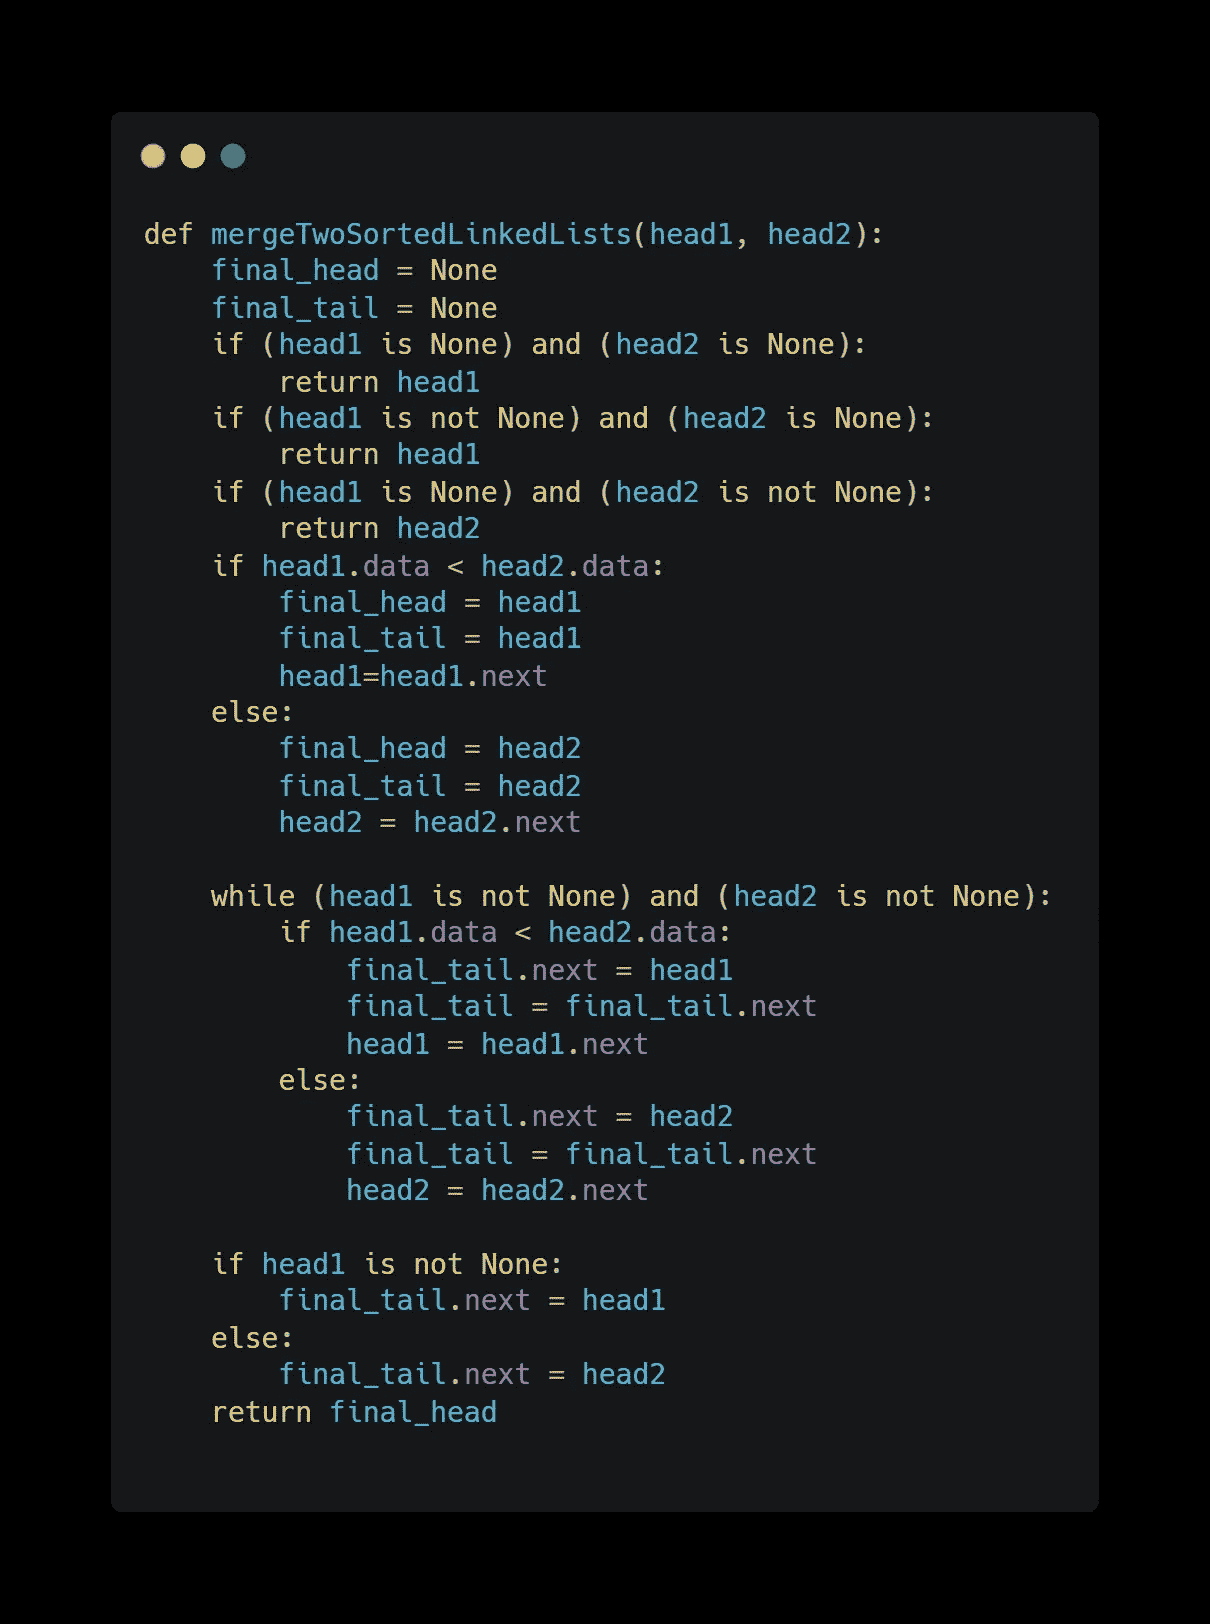 def mergeTwoSortedLinkedLists(head1, head2):
    final_head = None
    final_tail = None
    if (head1 is None) and (head2 is None):
        return head1
    if (head1 is not None) and (head2 is None):
        return head1
    if (head1 is None) and (head2 is not None):
        return head2
    if head1.data < head2.data:
        final_head = head1
        final_tail = head1
        head1=head1.next
    else:
        final_head = head2
        final_tail = head2
        head2 = head2.next

    while (head1 is not None) and (head2 is not None):
        if head1.data < head2.data:
            final_tail.next = head1
            final_tail = final_tail.next
            head1 = head1.next
        else:
            final_tail.next = head2
            final_tail = final_tail.next
            head2 = head2.next

    if head1 is not None:
        final_tail.next = head1
    else:
        final_tail.next = head2
    return final_head